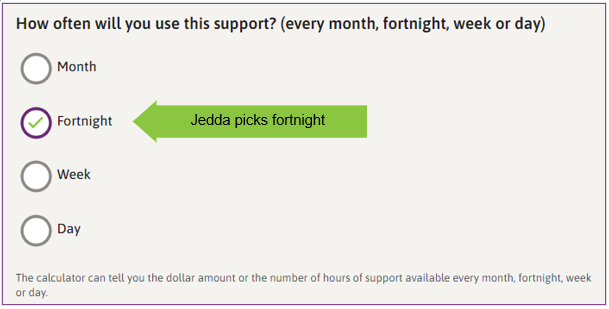 How often will you use this support? (every month, fortnight, week or day)
Month
Fortnight
Jedda picks fortnight
Week
Day
The calculator can tell you the dollar amount or the number of hours of support available every month, fortnight, week
or day.